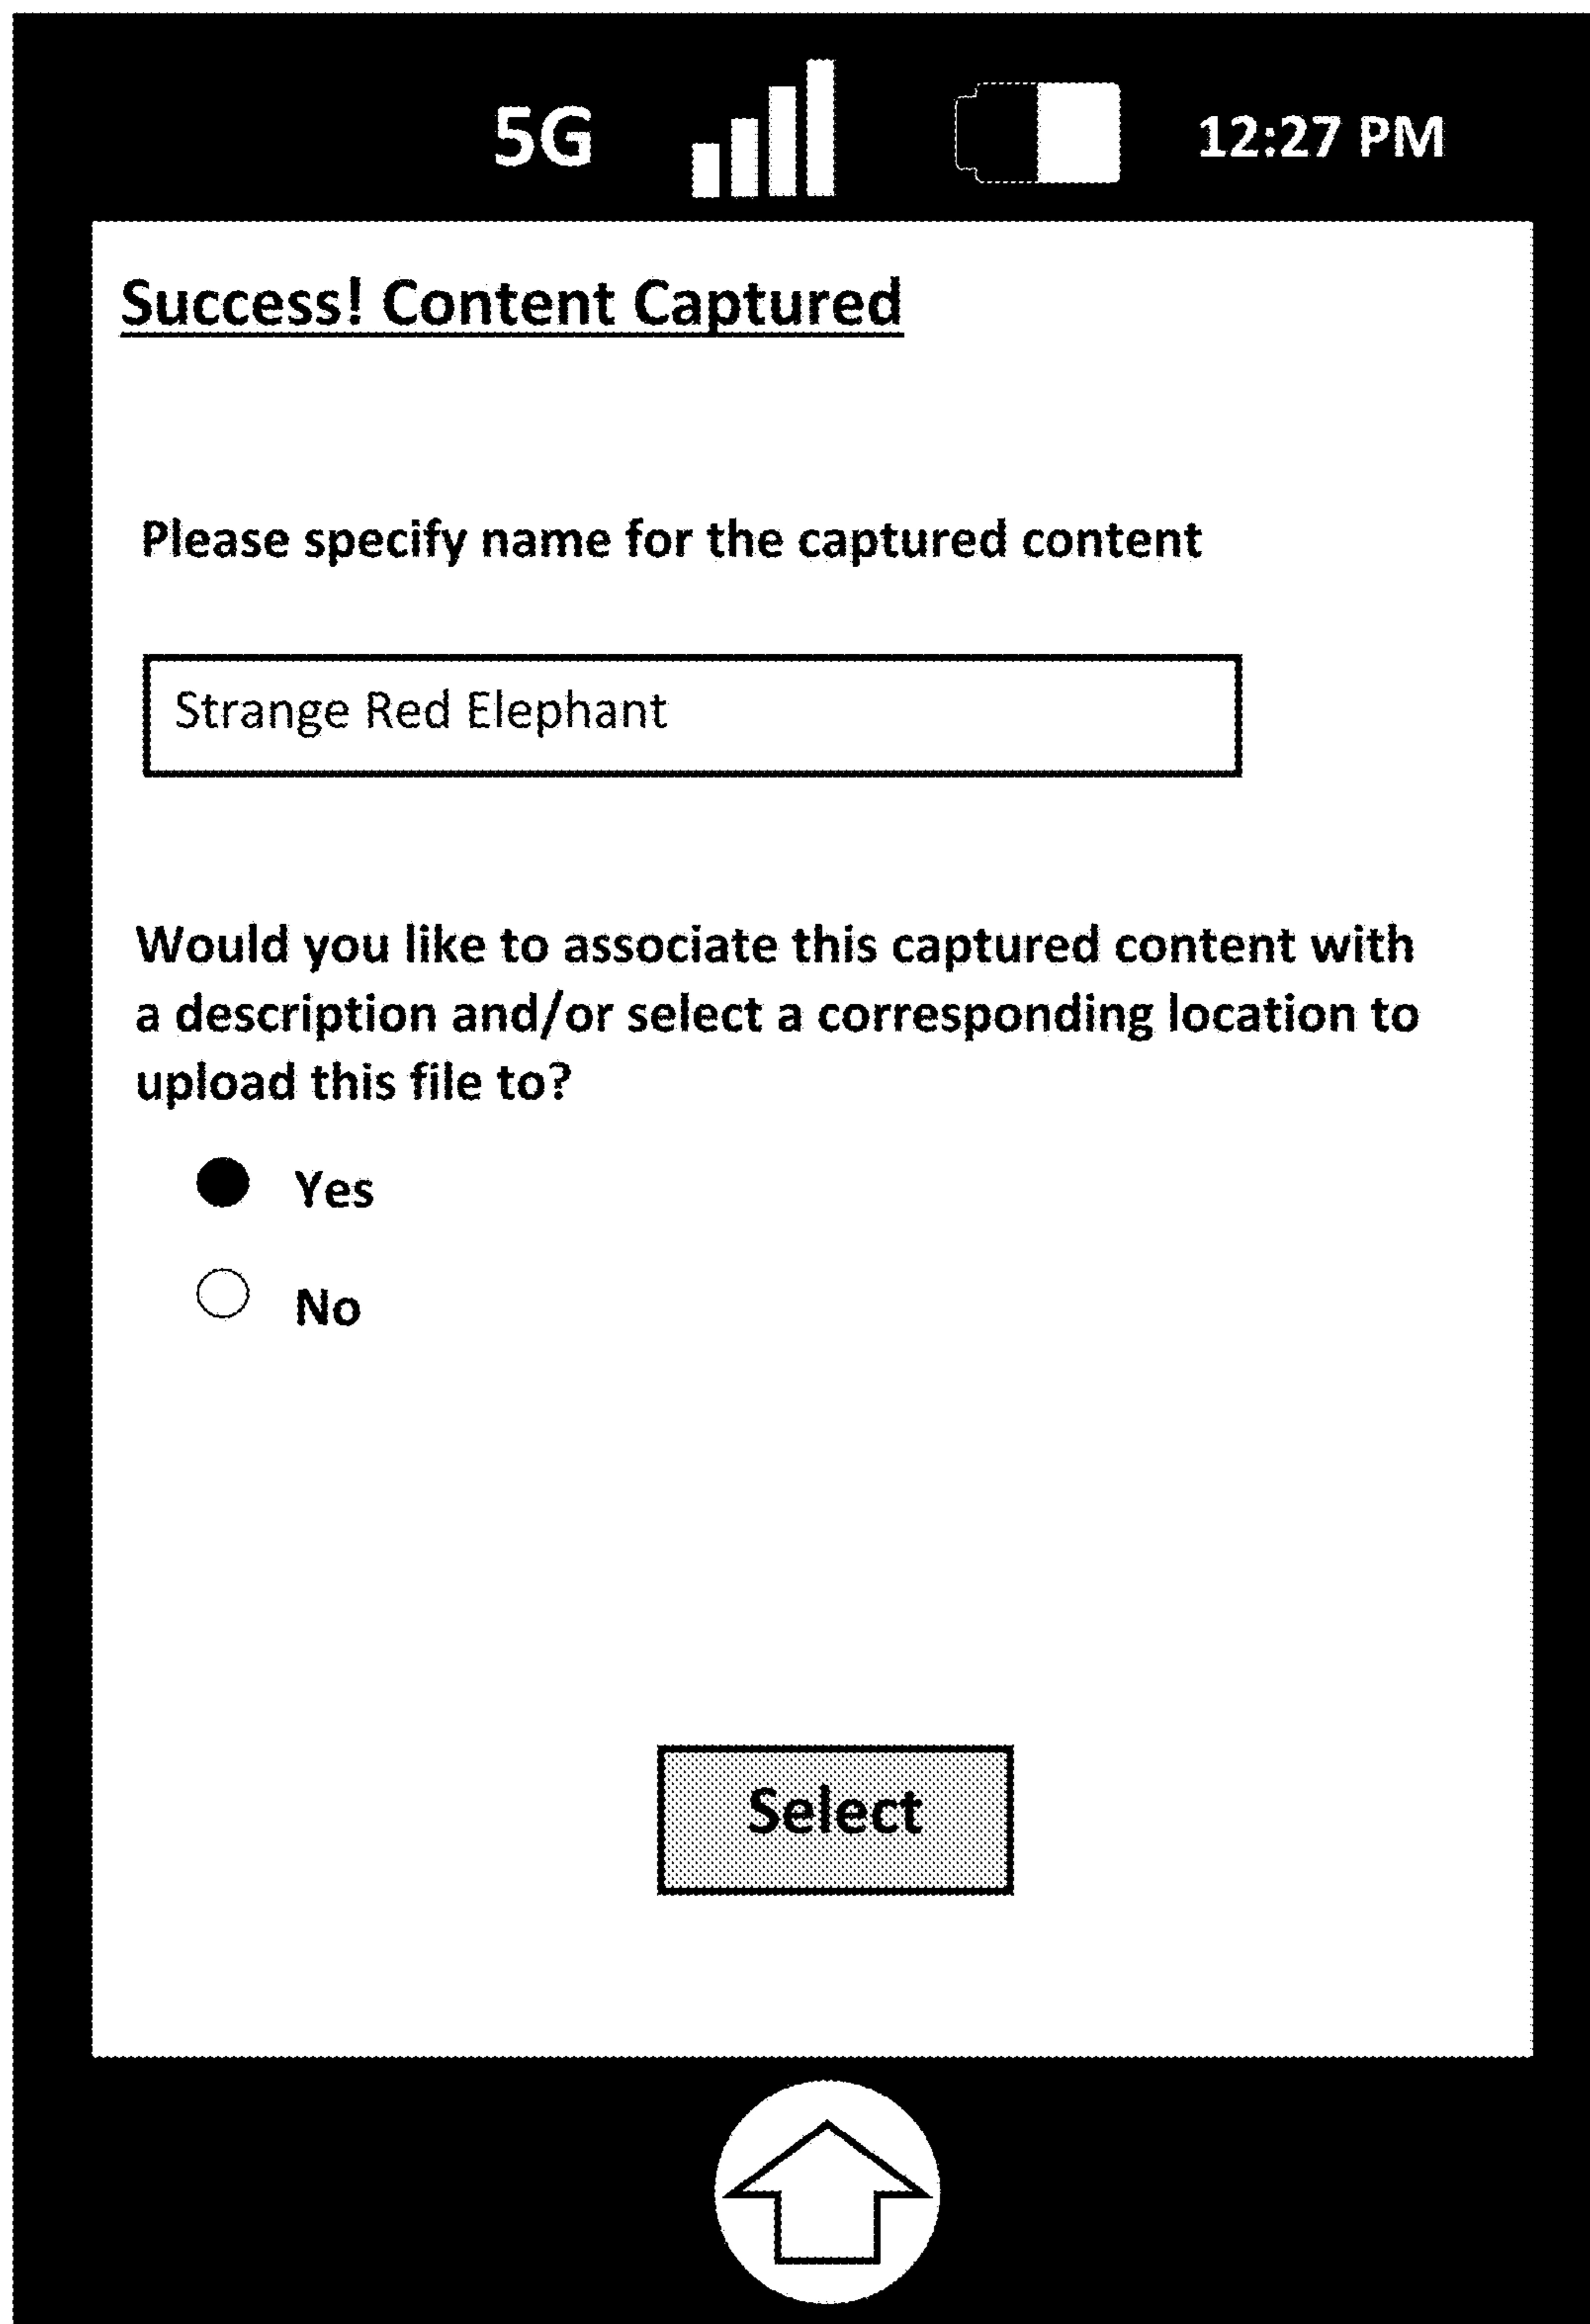 5G 12:27 PM
Success! Content Captured
Please specify name for the captured content
Strange Red Elephant
Would you like to associate this captured content with
a description and/or select a corresponding location to
upload this file to?
Yes
No
Select